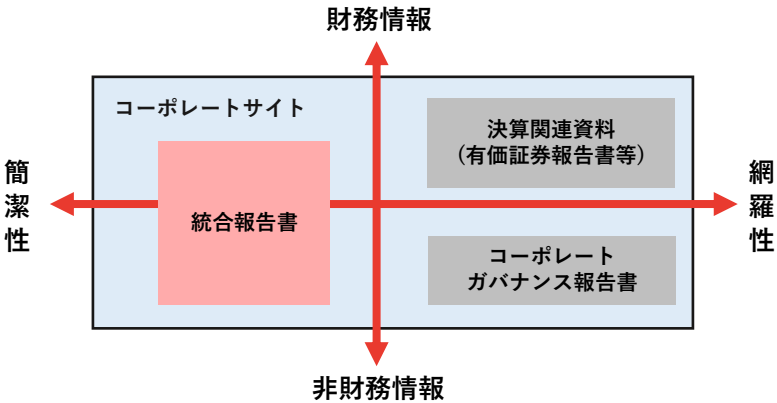 財務情報
コーポレートサイト
決算関連資料
(有価証券報告書等)
簡潔性
統合報告書
網羅性
コーポレート
ガバナンス報告書
非財務情報